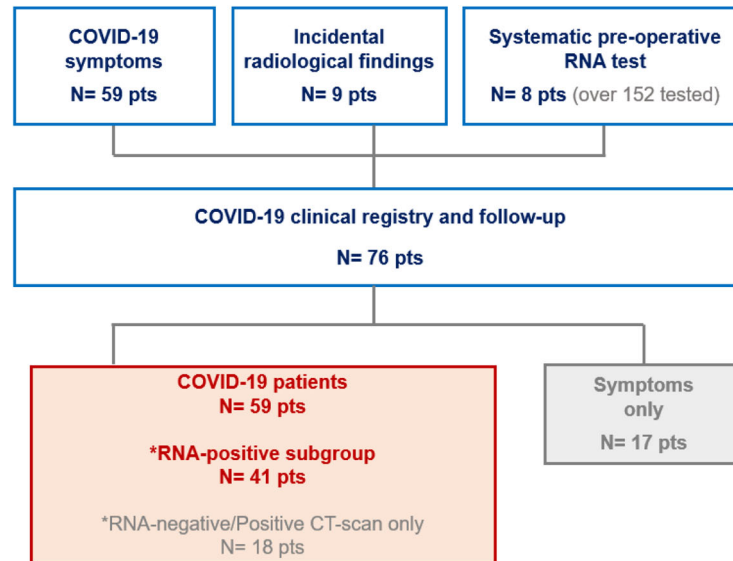 COVID-19
symptoms
N= 59 pts
Incidental
radiological findings
N= 9 pts
Systematic pre-operative
RNA test
N= 8 pts (over 152 tested)
COVID-19 clinical registry and follow-up
N= 76 pts
COVID-19 patients
N= 59 pts
*RNA-positive subgroup
N= 41 pts
*RNA-negative/Positive CT-scan only
N= 18 pts
Symptoms
only
N= 17 pts